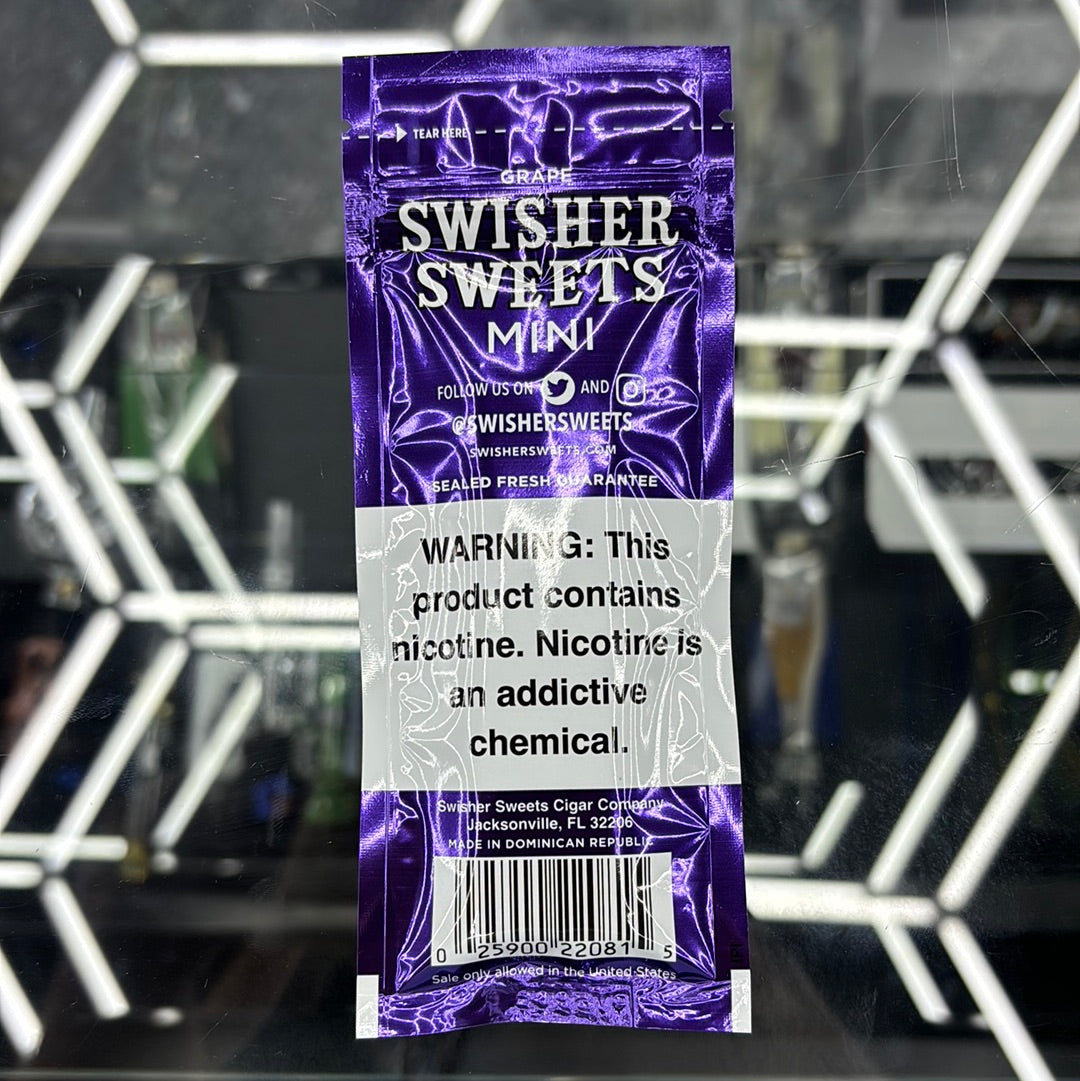 TEAR HERE
GRAPE
SWISHER
SWEETS
MINI
FOLLOW US ON AND
@SWISHERSWEETS
SWISHERSWEETS.COM
SEALED FRESH GUARANTEE
WARNING: This
product contains
nicotine. Nicotine is
an addictive
chemical.
Swisher Sweets Cigar Company
Jacksonville, FL 32206
MADE IN DOMINICAN REPUBLIC
0 25900 22081 5
Sale only allowed in the United States